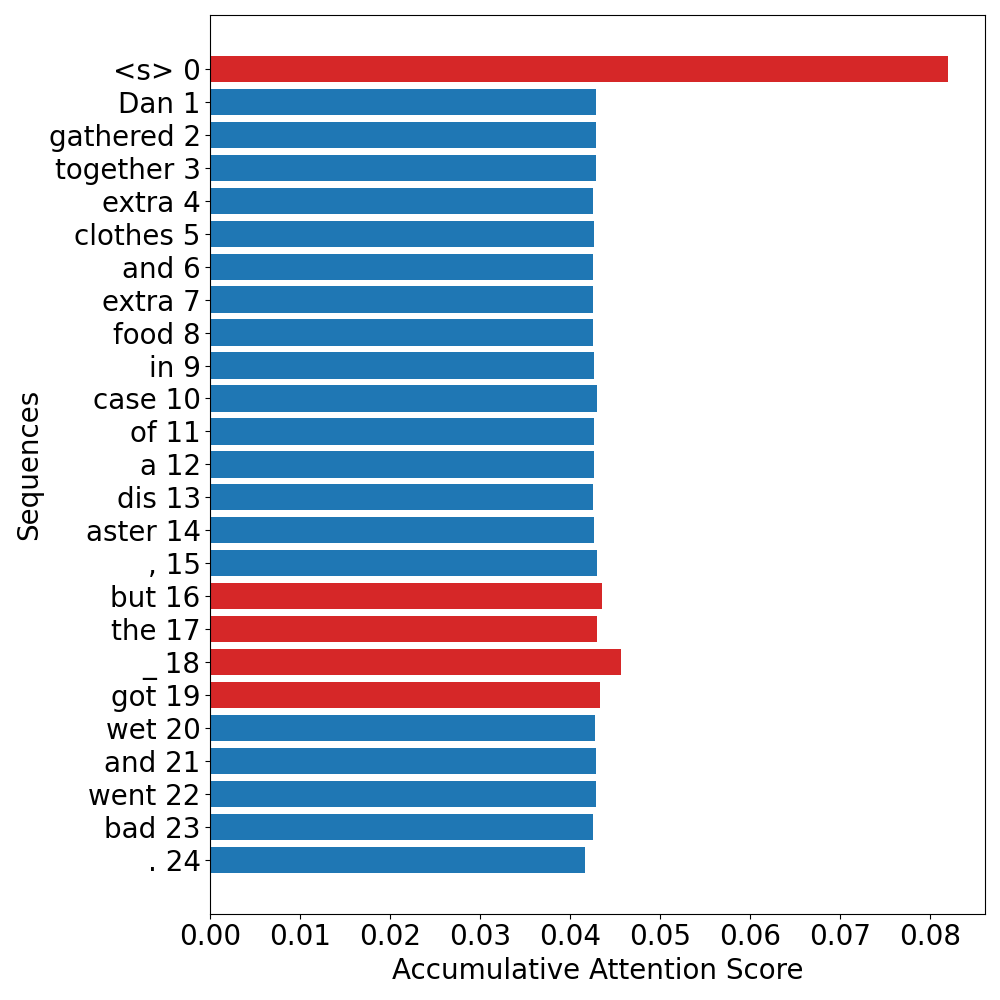 <s> 0
Dan 1
gathered 2
together 3
extra 4
clothes 5
and 6
extra 7
food 8
in 9
case 10
of 11
a 12
dis 13
aster 14
, 15
but 16
the 17
_ 18
got 19
wet 20
and 21
went 22
bad 23
. 24
Sequences
0.00 0.01 0.02 0.03 0.04 0.05 0.06 0.07 0.08
Accumulative Attention Score